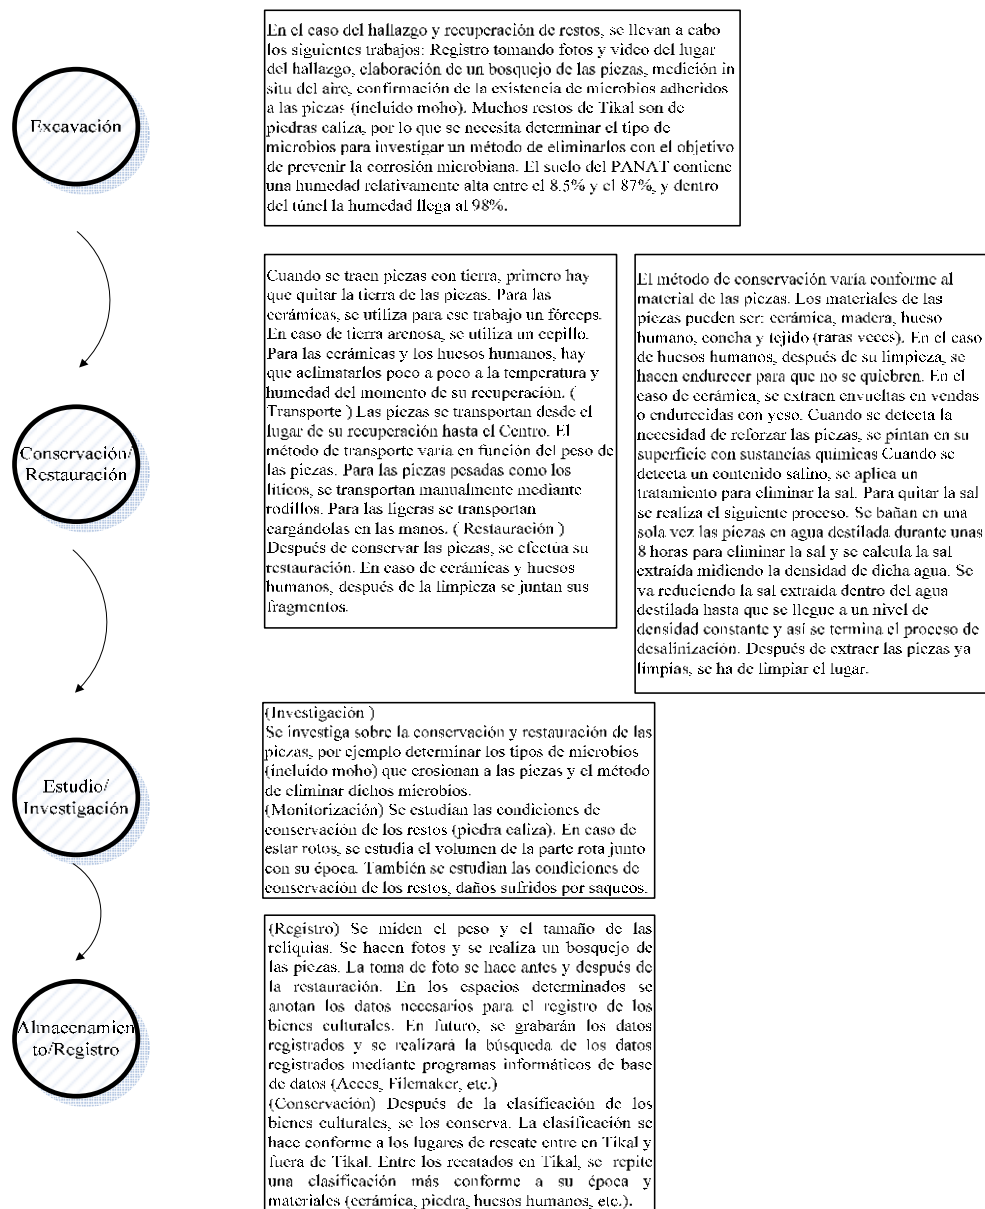 Excavación
En el caso del hallazgo y recuperación de restos, se llevan a cabo
los siguientes trabajos: Registro tomando fotos y video del lugar
del hallazgo, elaboración de un bosquejo de las piezas, medición in
situ del aire, confirmación de la existencia de microbios adheridos
a las piezas (incluido moho). Muchos restos de Tikal son de
piedras caliza, por lo que se necesita determinar el tipo de
microbios para investigar un método de eliminarlos con el objetivo
de prevenir la corrosión microbiana. El suelo del PANAT contiene
una humedad relativamente alta entre el 8.5% y el 87%, y dentro
del túnel la humedad llega al 98%.
Conservación/
Restauración
Cuando se traen piezas con tierra, primero hay
que quitar la tierra de las piezas. Para las
cerámicas, se utiliza para ese trabajo un fórceps.
En caso de tierra arenosa, se utiliza un cepillo.
Para las cerámicas y los huesos humanos, hay
que aclimatarlos poco a poco a la temperatura y
humedad del momento de su recuperación. (
Transporte ) Las piezas se transportan desde el
lugar de su recuperación hasta el Centro. El
método de transporte varía en función del peso de
las piezas. Para las piezas pesadas como los
líticos, se transportan manualmente mediante
rodillos. Para las ligeras se transportan
cargándolas en las manos. ( Restauración )
Después de conservar las piezas, se efectúa su
restauración. En caso de cerámicas y huesos
humanos, después de la limpieza se juntan sus
fragmentos.
El método de conservación varía conforme al
material de las piezas. Los materiales de las
piezas pueden ser: cerámica, madera, hueso
humano, concha y tejido (raras veces). En el caso
de huesos humanos, después de su limpieza, se
hacen endurecer para que no se quiebren. En el
caso de cerámica, se extraen envueltas en vendas
o endurecidas con yeso. Cuando se detecta la
necesidad de reforzar las piezas, se pintan en su
superficie con sustancias químicas Cuando se
detecta un contenido salino, se aplica un
tratamiento para eliminar la sal. Para quitar la sal
se realiza el siguiente proceso. Se bañan en una
sola vez las piezas en agua destilada durante unas
8 horas para eliminar la sal y se calcula la sal
extraída midiendo la densidad de dicha agua. Se
va reduciendo la sal extraída dentro del agua
destilada hasta que se llegue a un nivel de
densidad constante y así se termina el proceso de
desalinización. Después de extraer las piezas ya
limpias, se ha de limpiar el lugar.
Estudio/
Investigación
(Investigación )
Se investiga sobre la conservación y restauración de las
piezas, por ejemplo determinar los tipos de microbios
(incluido moho) que erosionan a las piezas y el método
de eliminar dichos microbios.
(Monitorización) Se estudian las condiciones de
conservación de los restos (piedra caliza). En caso de
estar rotos, se estudia el volumen de la parte rota junto
con su época. También se estudian las condiciones de
conservación de los restos, daños sufridos por saqueos.
Almacenamien
to/Registro
(Registro) Se miden el peso y el tamaño de las
reliquias. Se hacen fotos y se realiza un bosquejo de
las piezas. La toma de foto se hace antes y después de
la restauración. En los espacios determinados se
anotan los datos necesarios para el registro de los
bienes culturales. En futuro, se grabarán los datos
registrados y se realizará la búsqueda de los datos
registrados mediante programas informáticos de base
de datos (Acces, Filemaker, etc.)
(Conservación) Después de la clasificación de los
bienes culturales, se los conserva. La clasificación se
hace conforme a los lugares de rescate entre en Tikal y
fuera de Tikal. Entre los recatados en Tikal, se repite
una clasificación más conforme a su época y
materiales (cerámica, piedra, huesos humanos, etc.).